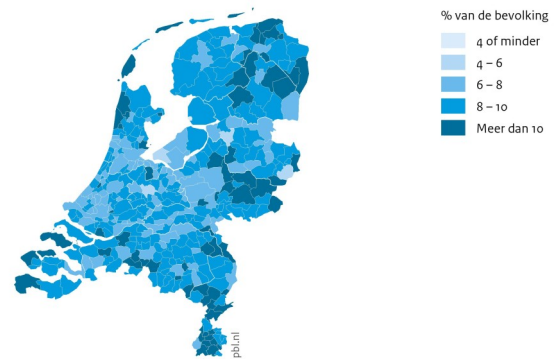 % van de bevolking
4 of minder
4 – 6
6 – 8
8 – 10
Meer dan 10
pbl.nl